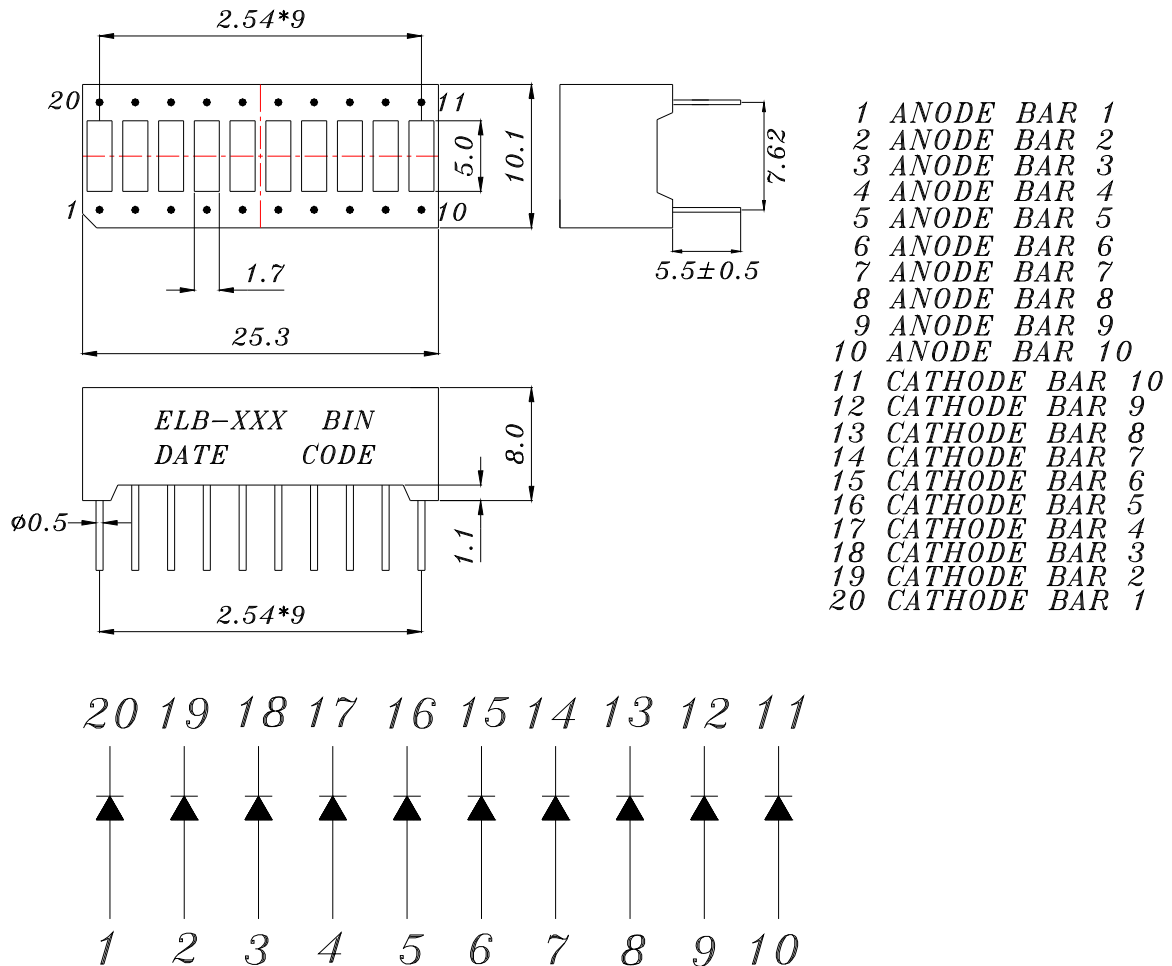 2.54*9
20
11
1
10
5.0
10.1
1.7
25.3
7.62
5.5±0.5
1 ANODE BAR 1
2 ANODE BAR 2
3 ANODE BAR 3
4 ANODE BAR 4
5 ANODE BAR 5
6 ANODE BAR 6
7 ANODE BAR 7
8 ANODE BAR 8
9 ANODE BAR 9
10 ANODE BAR 10
11 CATHODE BAR 10
12 CATHODE BAR 9
13 CATHODE BAR 8
14 CATHODE BAR 7
15 CATHODE BAR 6
16 CATHODE BAR 5
17 CATHODE BAR 4
18 CATHODE BAR 3
19 CATHODE BAR 2
20 CATHODE BAR 1
ELB-XXX BIN
DATE CODE
8.0
ø0.5
1.1
2.54*9
20 19 18 17 16 15 14 13 12 11
1 2 3 4 5 6 7 8 9 10